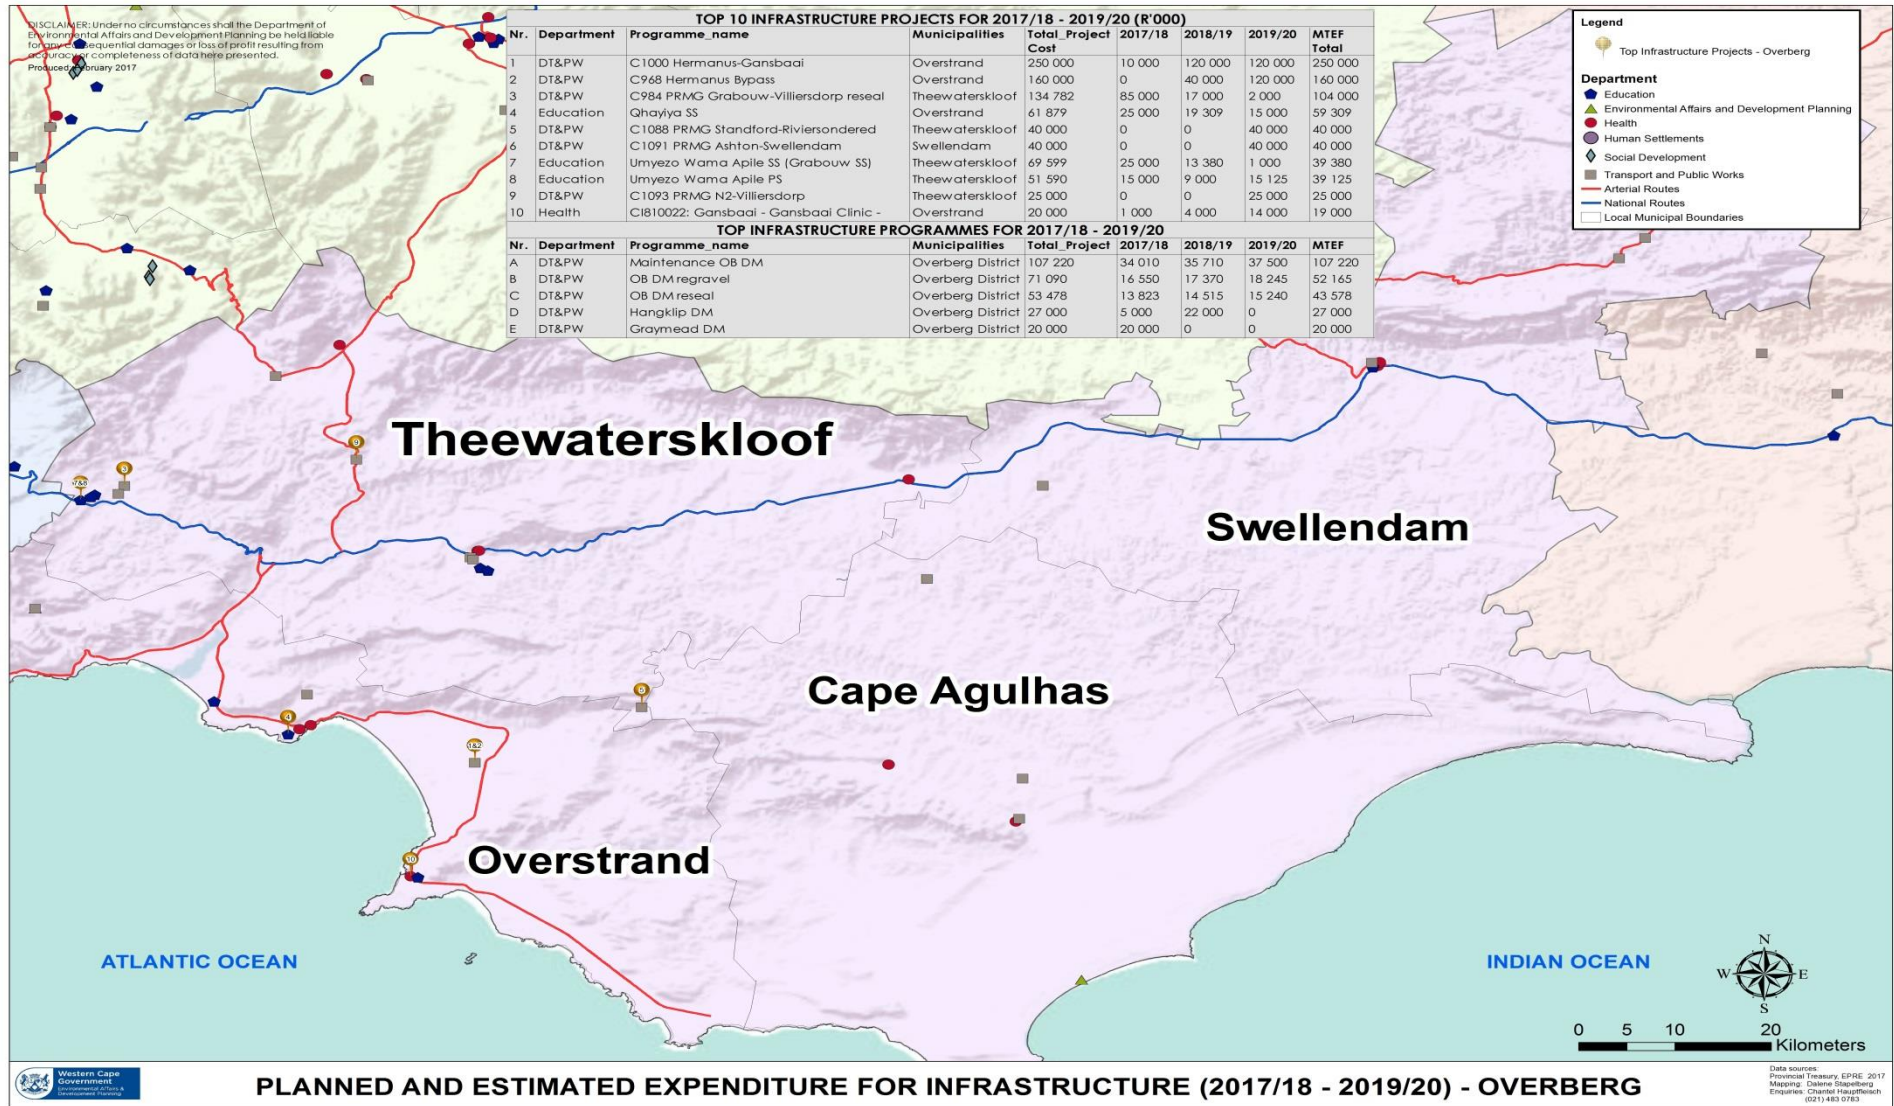 DISCLAIMER: Under no circumstances shall the Department of
Environmental Affairs and Development Planning be held liable
for any consequential damages or loss of profit resulting from
accuracy or completeness of data here presented.
Produced: February 2017
TOP 10 INFRASTRUCTURE PROJECTS FOR 2017/18 - 2019/20 (R'000)
Nr. Department Programme_name Municipalities Total_Project Cost 2017/18 2018/19 2019/20 MTEF Total
1 DT&PW C1000 Hermanus-Gansbaai Overstrand 250 000 10 000 120 000 120 000 250 000
2 DT&PW C968 Hermanus Bypass Overstrand 160 000 0 40 000 120 000 160 000
3 DT&PW C984 PRMG Grabouw-Villiersdorp reseal Theewaterskloof 134 782 85 000 17 000 2 000 104 000
4 Education Qhayiya SS Overstrand 61 879 25 000 19 309 15 000 59 309
5 DT&PW C1088 PRMG Standford-Riviersondered Theewaterskloof 40 000 0 0 40 000 40 000
6 DT&PW C1091 PRMG Ashton-Swellendam Swellendam 40 000 0 0 40 000 40 000
7 Education Umyezo Wama Apile SS (Grabouw SS) Theewaterskloof 69 599 25 000 13 380 1 000 39 380
8 Education Umyezo Wama Apile PS Theewaterskloof 51 590 15 000 9 000 15 125 39 125
9 DT&PW C1093 PRMG N2-Villiersdorp Theewaterskloof 25 000 0 0 25 000 25 000
10 Health CI810022: Gansbaai - Gansbaai Clinic - Overstrand 20 000 1 000 4 000 14 000 19 000
TOP INFRASTRUCTURE PROGRAMMES FOR 2017/18 - 2019/20
Nr. Department Programme_name Municipalities Total_Project 2017/18 2018/19 2019/20 MTEF
A DT&PW Maintenance OB DM Overberg District 107 220 34 010 35 710 37 500 107 220
B DT&PW OB DM regravel Overberg District 71 090 16 550 17 370 18 245 52 165
C DT&PW OB DM reseal Overberg District 53 478 13 823 14 515 15 240 43 578
D DT&PW Hangklip DM Overberg District 27 000 5 000 22 000 0 27 000
E DT&PW Graymead DM Overberg District 20 000 20 000 0 0 20 000
Legend
Top Infrastructure Projects - Overberg
Department
Education
Environmental Affairs and Development Planning
Health
Human Settlements
Social Development
Transport and Public Works
Arterial Routes
National Routes
Local Municipal Boundaries
Theewaterskloof
9
3
7&8
Swellendam
Cape Agulhas
5
4
1&2
Overstrand
10
ATLANTIC OCEAN
INDIAN OCEAN
N
W E
S
0 5 10 20
Kilometers
Western Cape
Government
Environmental Affairs &
Development Planning
PLANNED AND ESTIMATED EXPENDITURE FOR INFRASTRUCTURE (2017/18 - 2019/20) - OVERBERG
Data sources:
Provincial Treasury, EPRE 2017
Mapping: Dalene Stapelberg
Enquiries: Chantel Hauptfleisch
(021) 483 0783